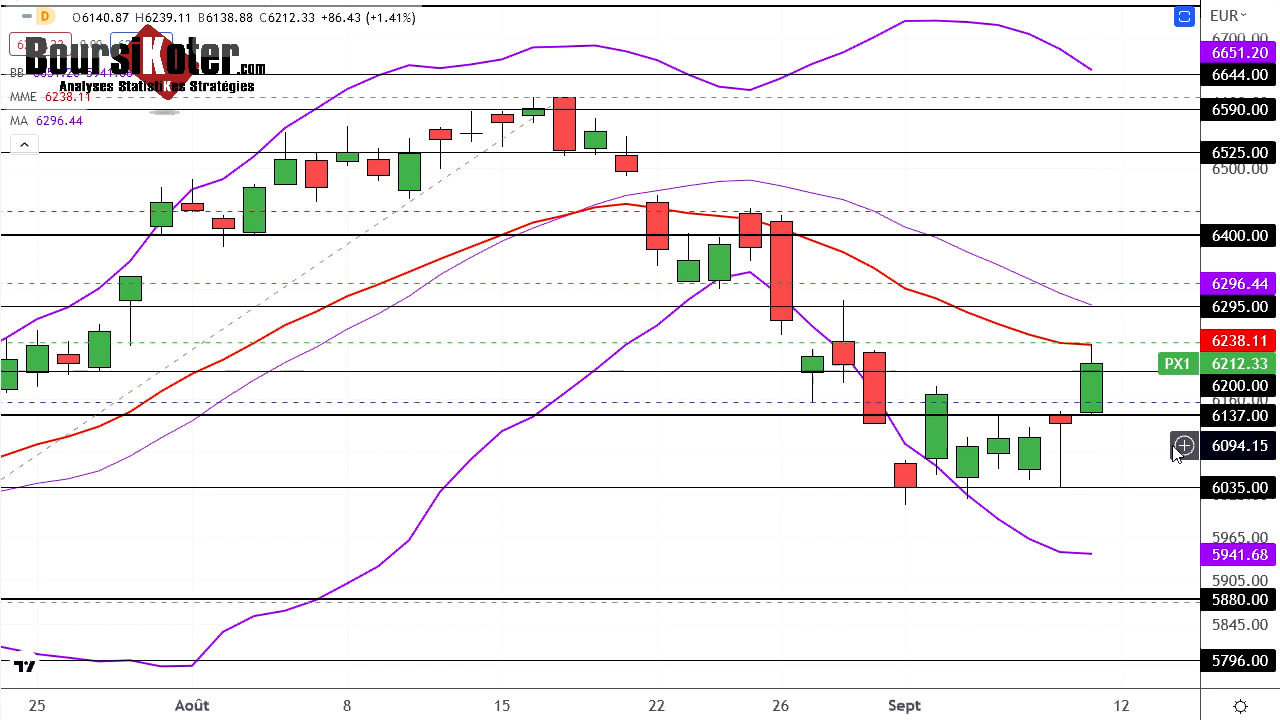 D O6140.87 H6239.11 B6138.88 C6212.33 +86.43 (+1.41%)
BoursiKoter.com
Analyses StatistiKes Stratégies
BB
MME 6238.11
MA 6296.44
EUR
6651.20
6644.00
6590.00
6525.00
6500.00
6400.00
6296.44
6295.00
6238.11
PX1 6212.33
6200.00
6137.00
6094.15
6035.00
5965.00
5941.68
5905.00
5880.00
5845.00
5796.00
25 Août 8 15 22 26 Sept 12